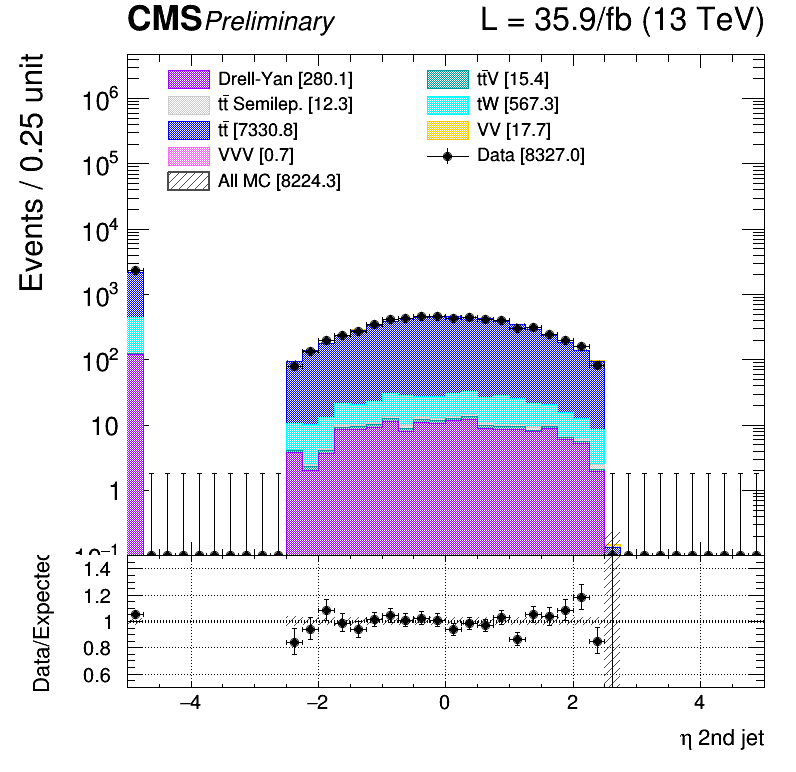 CMS Preliminary L = 35.9/fb (13 TeV)
Events / 0.25 unit
Drell-Yan [280.1]
tt̄ Semilep. [12.3]
tt̄ [7330.8]
VVV [0.7]
All MC [8224.3]
tt̄V [15.4]
tW [567.3]
VV [17.7]
Data [8327.0]
10⁶
10⁵
10⁴
10³
10²
10
1
10⁻¹
Data/Expected
1.4
1.2
1
0.8
0.6
−4 −2 0 2 4
η 2nd jet